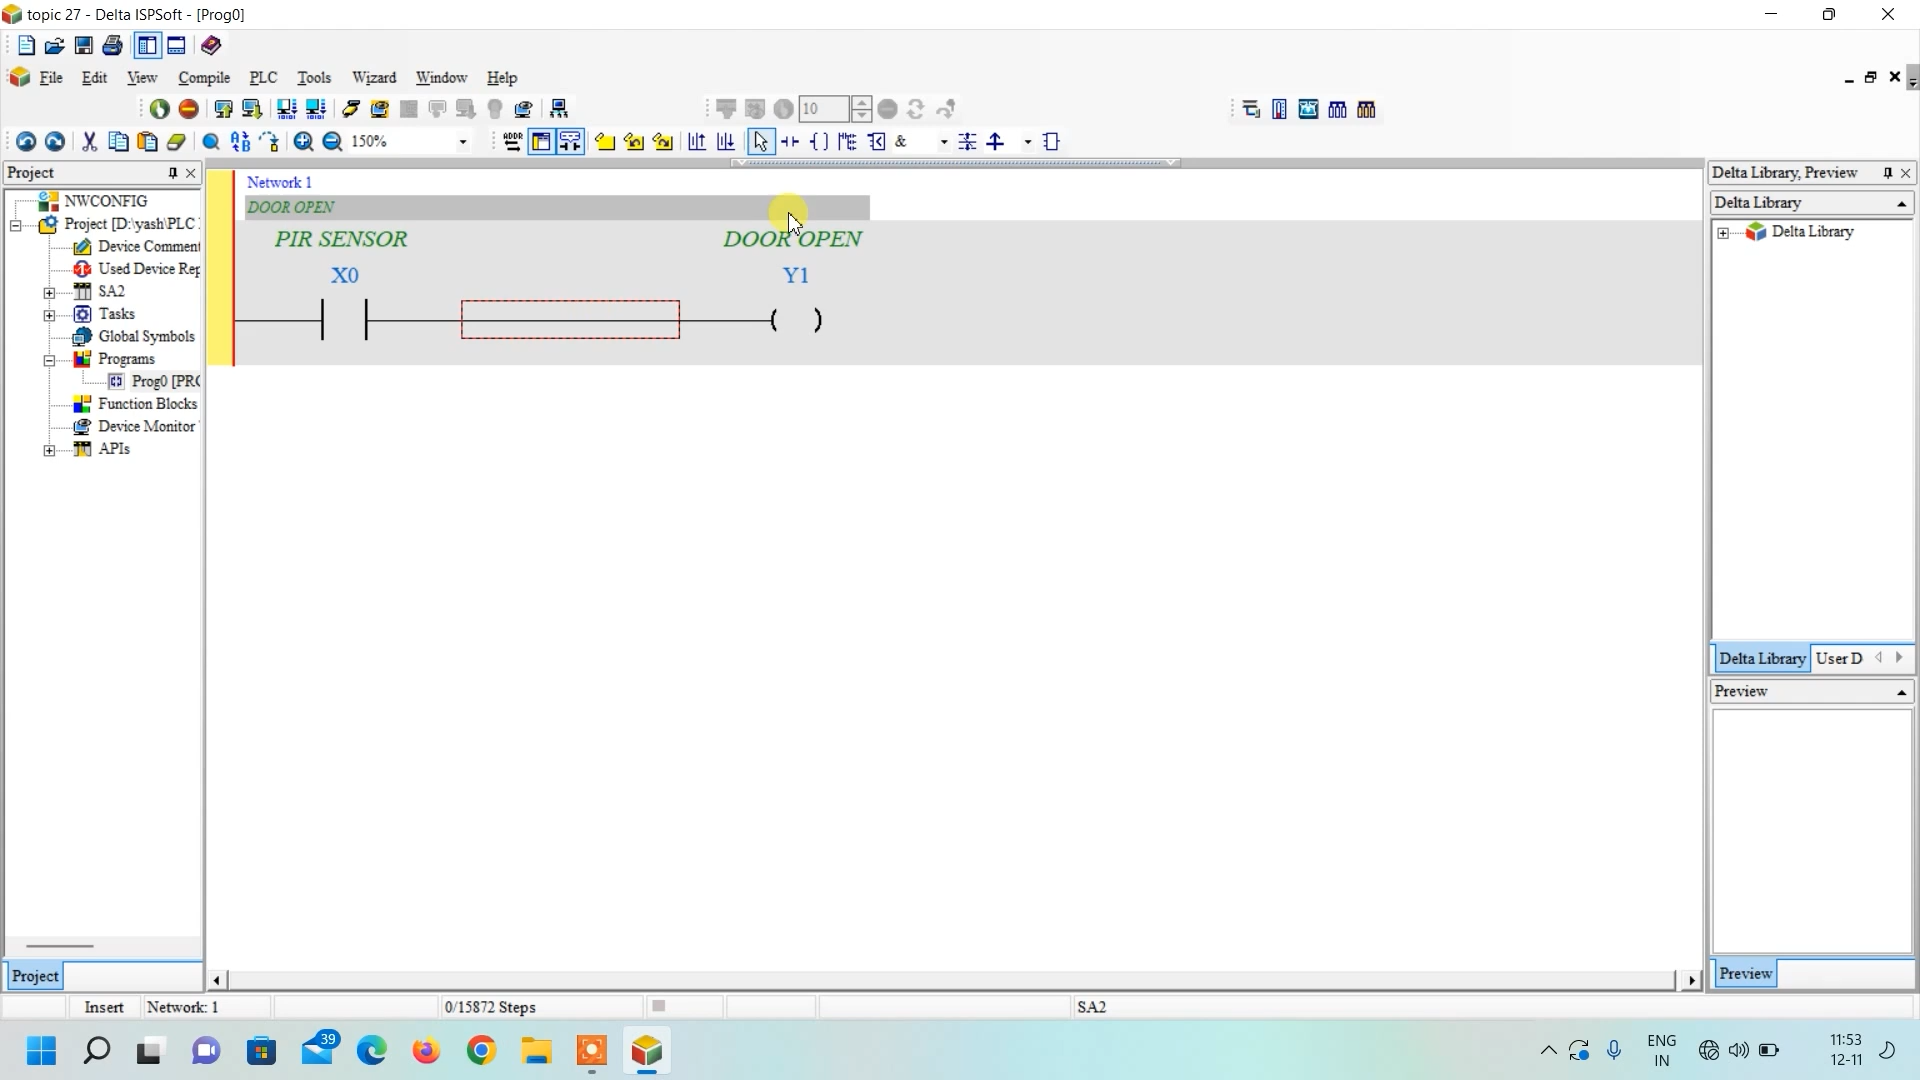 topic 27 - Delta ISPSoft - [Prog0]
File Edit View Compile PLC Tools Wizard Window Help
10
150% ADDR &
Project
NWCONFIG
Project [D:\yash\PLC
Device Comment
Used Device Rep
SA2
Tasks
Global Symbols
Programs
Prog0 [PRG
Function Blocks
Device Monitor
APIs
Project
Network 1
DOOR OPEN
PIR SENSOR DOOR OPEN
X0 Y1
Delta Library, Preview
Delta Library
Delta Library
Delta Library User D
Preview
Preview
Insert Network: 1 0/15872 Steps SA2
39
ENG
IN
11:53
12-11